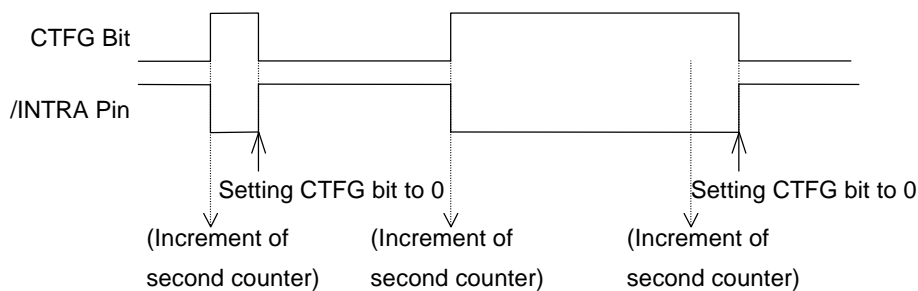 CTFG Bit
/INTRA Pin
Setting CTFG bit to 0
Setting CTFG bit to 0
(Increment of
second counter)
(Increment of
second counter)
(Increment of
second counter)